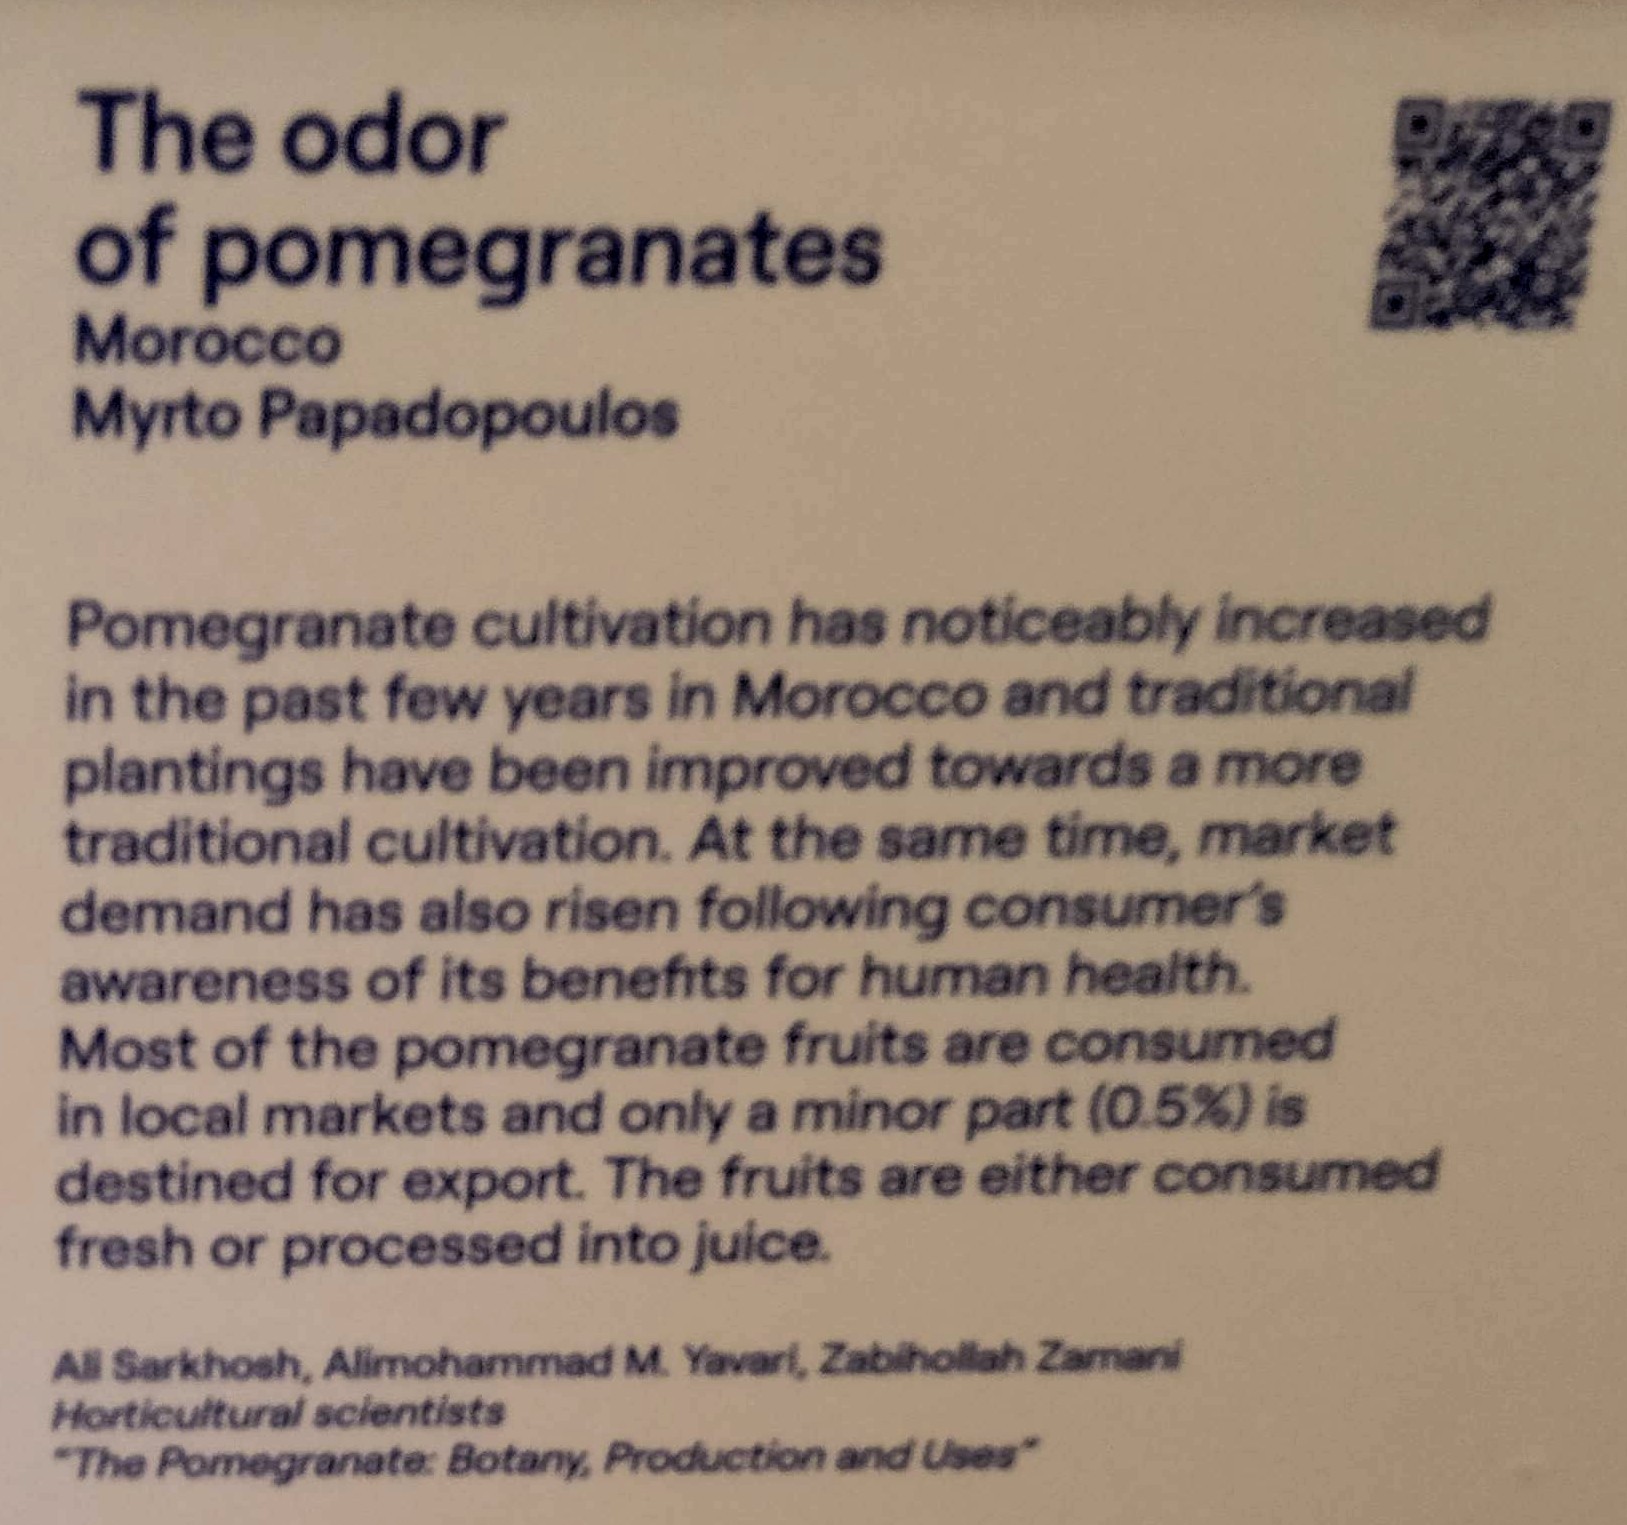 The odor
of pomegranates
Morocco
Myrto Papadopoulos
Pomegranate cultivation has noticeably increased
in the past few years in Morocco and traditional
plantings have been improved towards a more
traditional cultivation. At the same time, market
demand has also risen following consumer's
awareness of its benefits for human health.
Most of the pomegranate fruits are consumed
in local markets and only a minor part (0.5%) is
destined for export. The fruits are either consumed
fresh or processed into juice.
Ali Sarkhosh, Alimohammad M. Yavari, Zabihollah Zamani
Horticultural scientists
"The Pomegranate: Botany, Production and Uses"